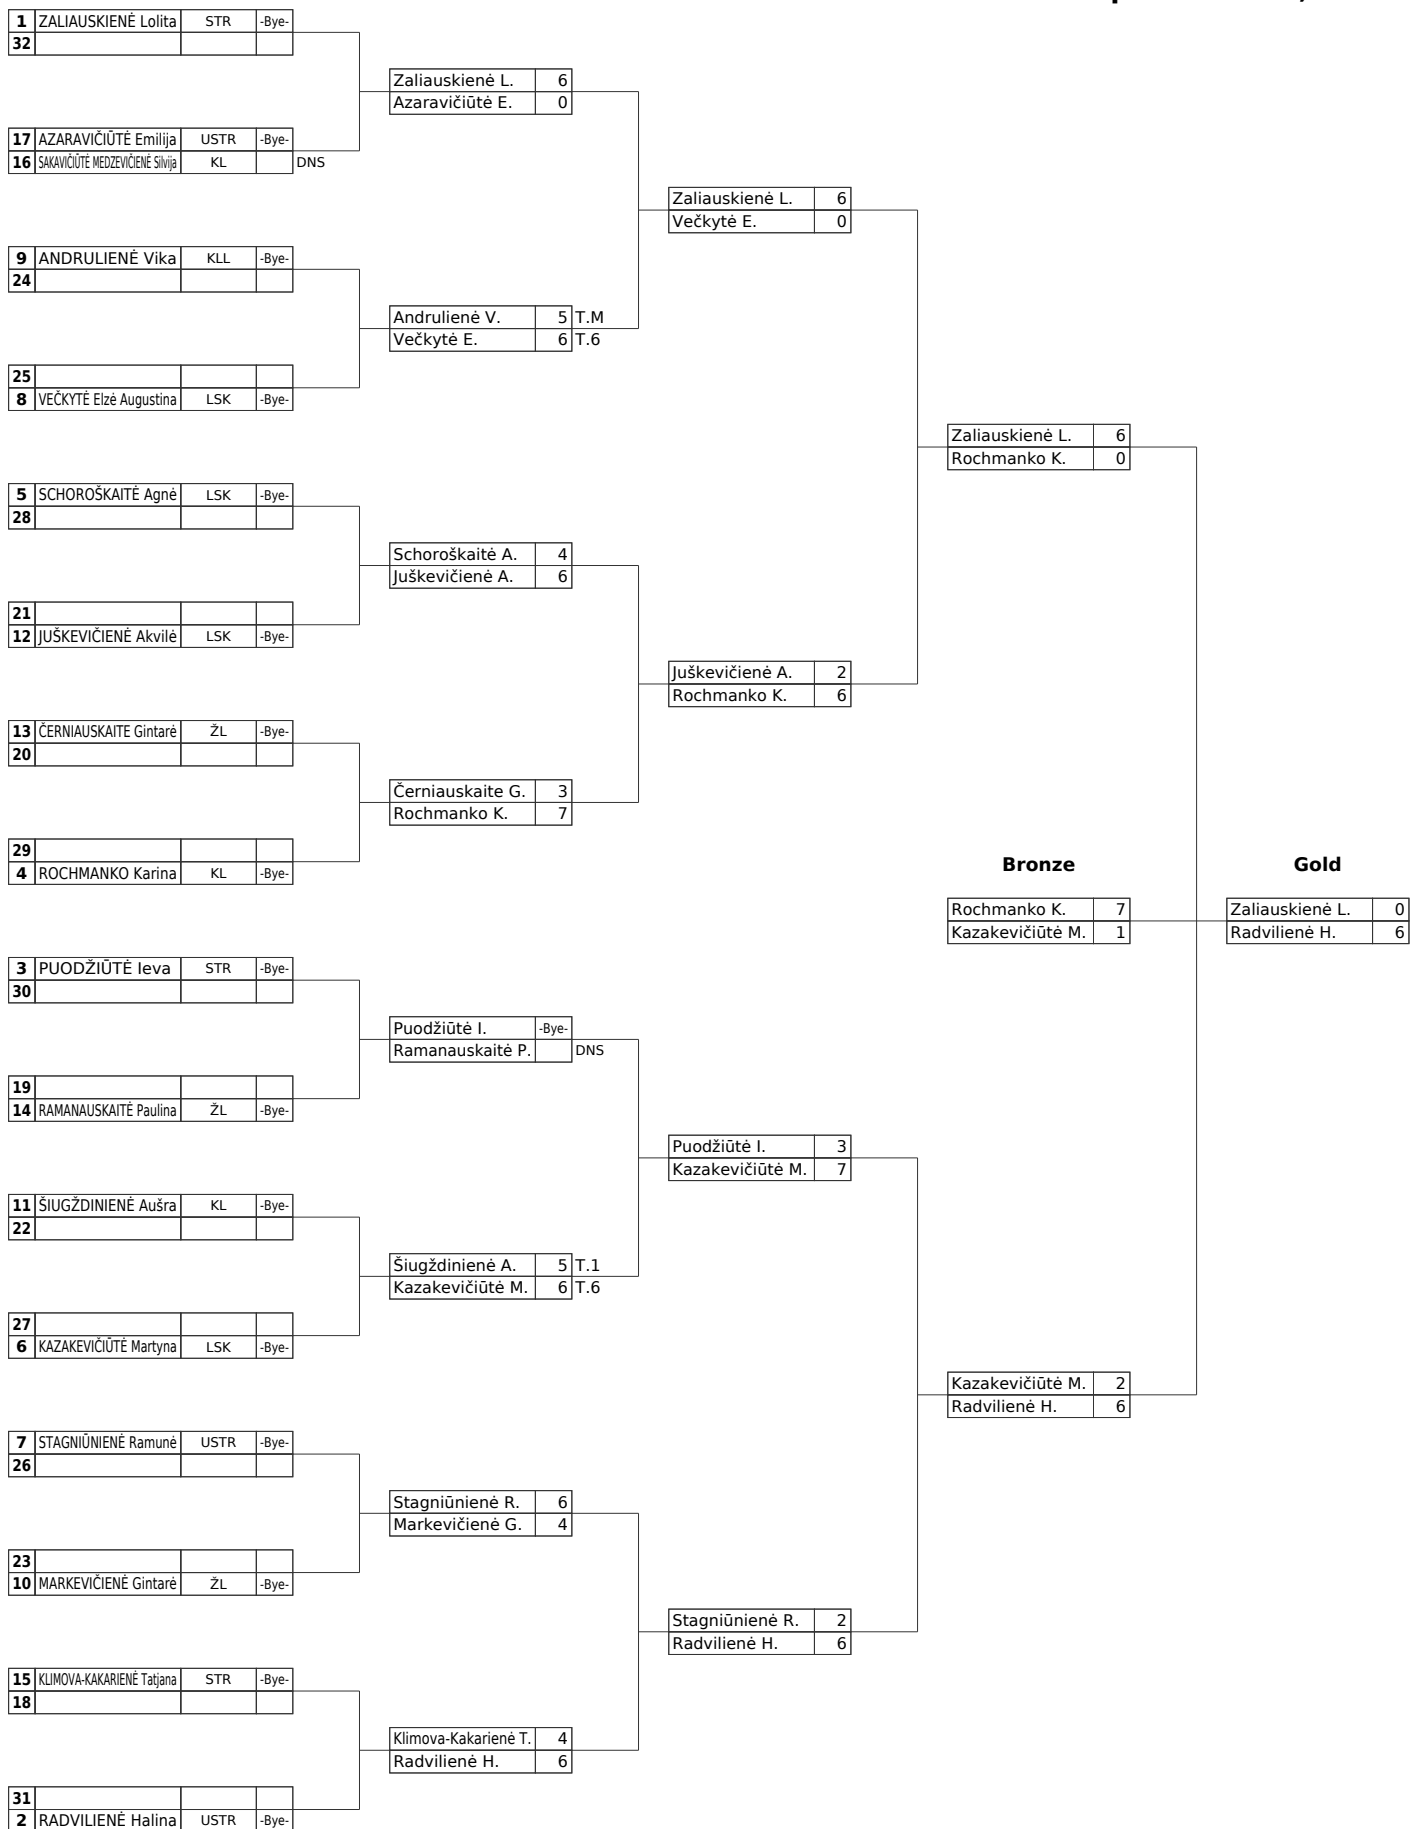 1 ZALIAUSKIENĖ Lolita STR -Bye-
32
Zaliauskienė L. 6
Azaravičiūtė E. 0
17 AZARAVIČIŪTĖ Emilija USTR -Bye-
16 SAKAVIČIŪTĖ MEDZEVIČIENĖ Silvija KL DNS
Zaliauskienė L. 6
Večkytė E. 0
9 ANDRULIENĖ Vika KLL -Bye-
24
Andrulienė V. 5 T.M
Večkytė E. 6 T.6
25
8 VEČKYTĖ Elzė Augustina LSK -Bye-
Zaliauskienė L. 6
Rochmanko K. 0
5 SCHOROŠKAITĖ Agnė LSK -Bye-
28
Schoroškaitė A. 4
Juškevičienė A. 6
21
12 JUŠKEVIČIENĖ Akvilė LSK -Bye-
Juškevičienė A. 2
Rochmanko K. 6
13 ČERNIAUSKAITE Gintarė ŽL -Bye-
20
Černiauskaite G. 3
Rochmanko K. 7
29
4 ROCHMANKO Karina KL -Bye-
Bronze Gold
Rochmanko K. 7 Zaliauskienė L. 0
Kazakevičiūtė M. 1 Radvilienė H. 6
3 PUODŽIŪTĖ Ieva STR -Bye-
30
Puodžiūtė I. -Bye-
Ramanauskaitė P. DNS
19
14 RAMANAUSKAITĖ Paulina ŽL -Bye-
Puodžiūtė I. 3
Kazakevičiūtė M. 7
11 ŠIUGŽDINIENĖ Aušra KL -Bye-
22
Šiugždinienė A. 5 T.1
Kazakevičiūtė M. 6 T.6
27
6 KAZAKEVIČIŪTĖ Martyna LSK -Bye-
Kazakevičiūtė M. 2
Radvilienė H. 6
7 STAGNIŪNIENĖ Ramunė USTR -Bye-
26
Stagniūnienė R. 6
Markevičienė G. 4
23
10 MARKEVIČIENĖ Gintarė ŽL -Bye-
Stagniūnienė R. 2
Radvilienė H. 6
15 KLIMOVA-KAKARIENĖ Tatjana STR -Bye-
18
Klimova-Kakarienė T. 4
Radvilienė H. 6
31
2 RADVILIENĖ Halina USTR -Bye-